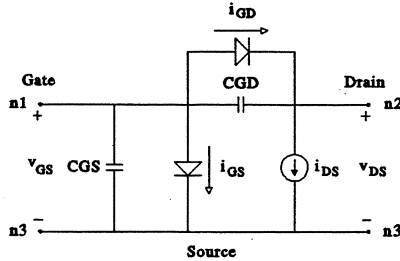 iGD
Gate
CGD
Drain
n1
n2
+
+
vGS
CGS
iGS
iDS
vDS
−
−
n3
n3
Source